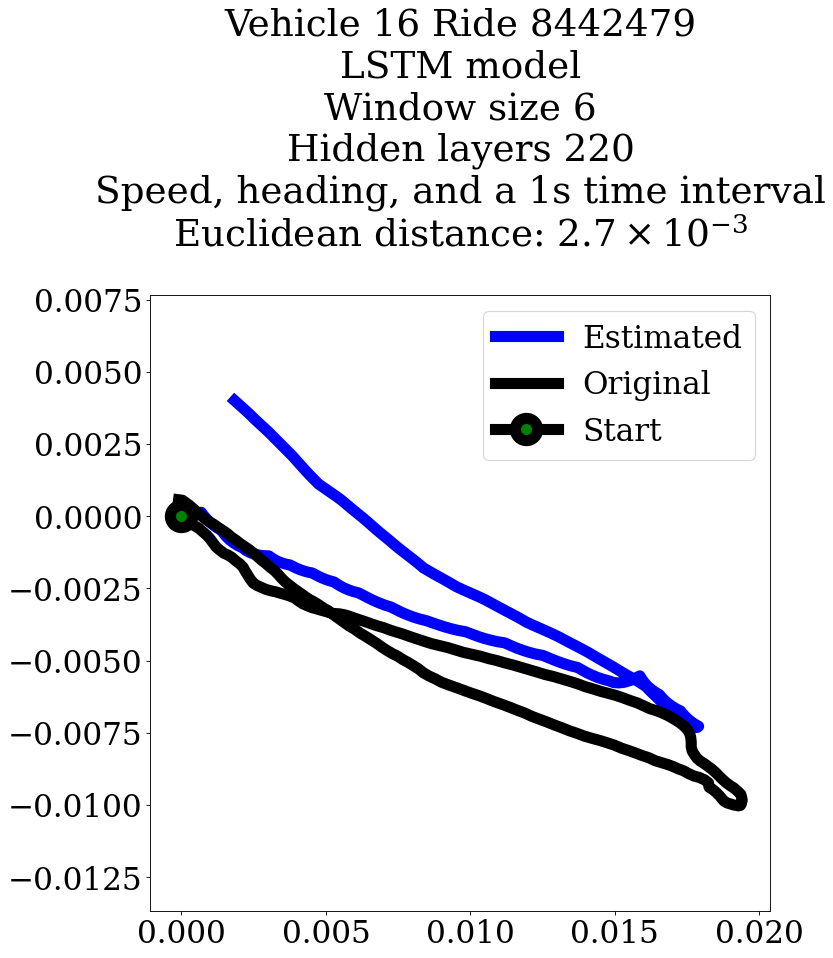 Vehicle 16 Ride 8442479
LSTM model
Window size 6
Hidden layers 220
Speed, heading, and a 1s time interval
Euclidean distance: 2.7 × 10⁻³
0.0075
0.0050
0.0025
0.0000
−0.0025
−0.0050
−0.0075
−0.0100
−0.0125
Estimated
Original
Start
0.000 0.005 0.010 0.015 0.020